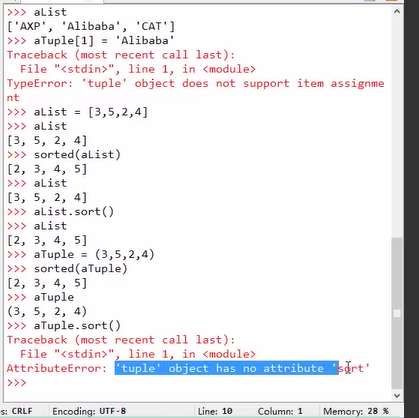 >>> aList
['AXP', 'Alibaba', 'CAT']
>>> aTuple[1] = 'Alibaba'
Traceback (most recent call last):
  File "<stdin>", line 1, in <module>
TypeError: 'tuple' object does not support item assignme
nt
>>> aList = [3,5,2,4]
>>> aList
[3, 5, 2, 4]
>>> sorted(aList)
[2, 3, 4, 5]
>>> aList
[3, 5, 2, 4]
>>> aList.sort()
>>> aList
[2, 3, 4, 5]
>>> aTuple = (3,5,2,4)
>>> sorted(aTuple)
[2, 3, 4, 5]
>>> aTuple
(3, 5, 2, 4)
>>> aTuple.sort()
Traceback (most recent call last):
  File "<stdin>", line 1, in <module>
AttributeError: 'tuple' object has no attribute 'sort'
>>>
s: CRLF Encoding: UTF-8 Line: 10 Column: 1 Memory: 28 %